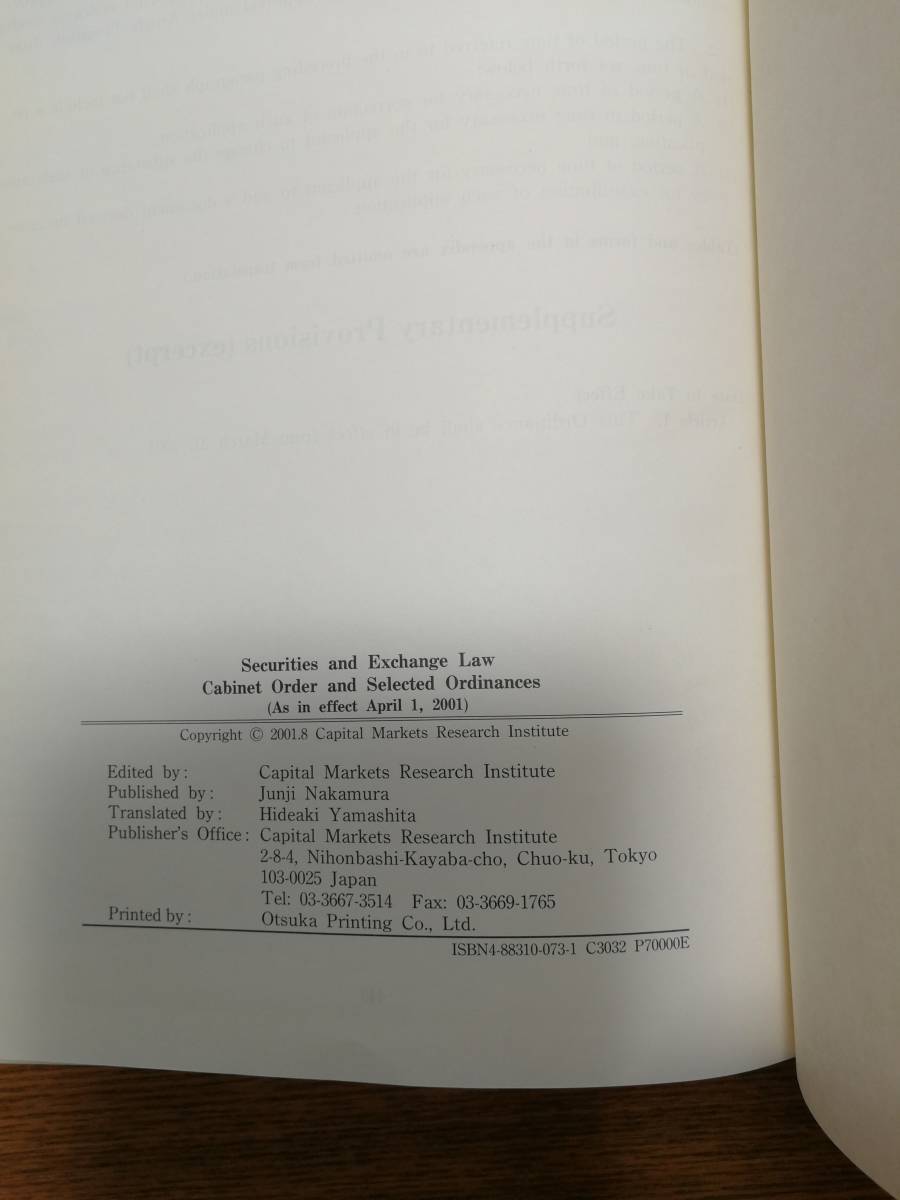 Securities and Exchange Law
Cabinet Order and Selected Ordinances
(As in effect April 1, 2001)
Copyright © 2001.8 Capital Markets Research Institute
Edited by: Capital Markets Research Institute
Published by: Junji Nakamura
Translated by: Hideaki Yamashita
Publisher's Office: Capital Markets Research Institute
2-8-4, Nihonbashi-Kayaba-cho, Chuo-ku, Tokyo
103-0025 Japan
Tel: 03-3667-3514 Fax: 03-3669-1765
Printed by: Otsuka Printing Co., Ltd.
ISBN4-88310-073-1 C3032 P70000E